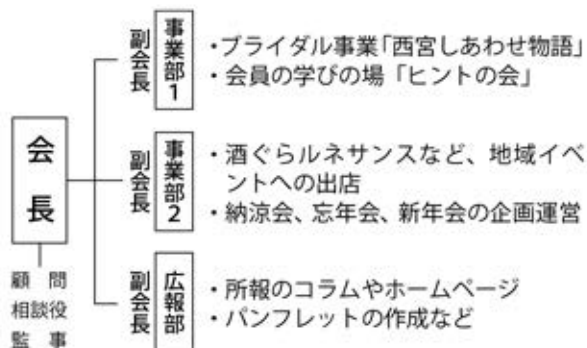 会長
顧問
相談役
監事
副会長
事業部1
・ブライダル事業「西宮しあわせ物語」
・会員の学びの場「ヒントの会」
副会長
事業部2
・酒ぐらルネサンスなど、地域イベ
ントへの出店
・納涼会、忘年会、新年会の企画運営
副会長
広報部
・所報のコラムやホームページ
・パンフレットの作成など